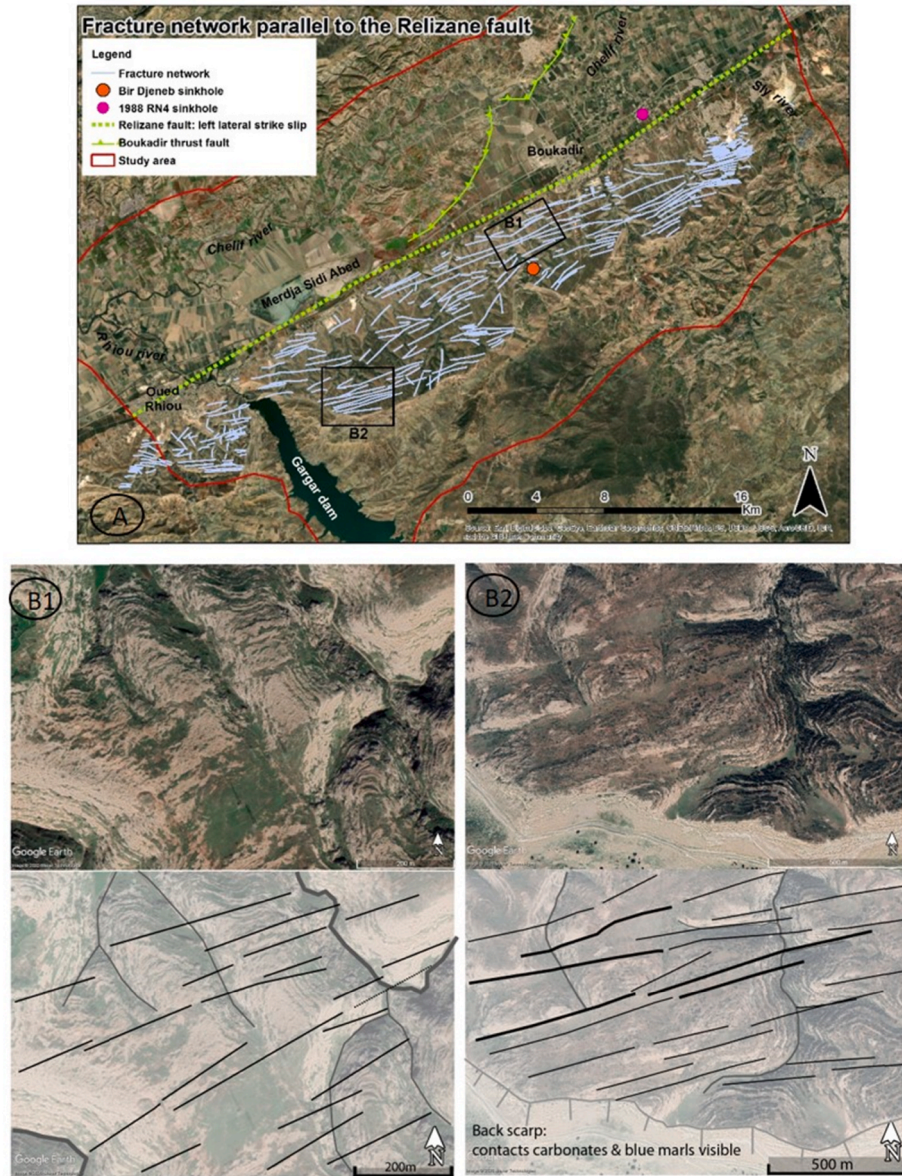 Fracture network parallel to the Relizane fault
Legend
Fracture network
Bir Djeneb sinkhole
1988 RN4 sinkhole
Relizane fault: left lateral strike slip
Boukadir thrust fault
Study area
Chelif river
Sly river
Boukadir
B1
Chelif river
Merdja Sidi Abed
Rhiou river
Oued
Rhiou
B2
Gargar dam
N
0 4 8 16
Km
A
B1
B2
Google Earth
N
200 m
Google Earth
N
500 m
Google Earth
N
200m
Back scarp:
contacts carbonates & blue marls visible
N
500 m